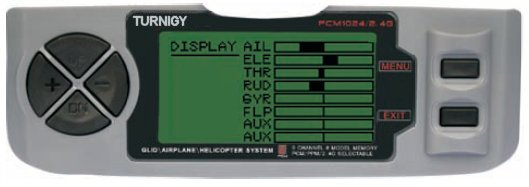 TURNIGY
PCM1024/2.4G
DISPLAY AIL
ELE
THR
RUD
GYR
FLP
AUX
AUX
MENU
EXIT
GLID\AIRPLANE\HELICOPTER SYSTEM
CHANNEL 8 MODEL MEMORY
PCM/PPM/2.4G SELECTABLE